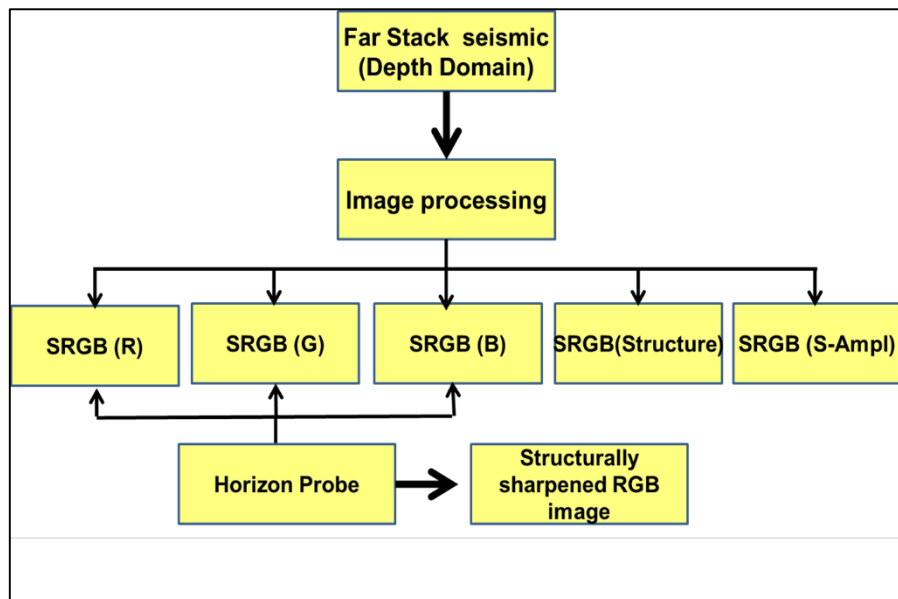 Far Stack seismic
(Depth Domain)
Image processing
SRGB (R)
SRGB (G)
SRGB (B)
SRGB(Structure)
SRGB (S-Ampl)
Horizon Probe
Structurally
sharpened RGB
image